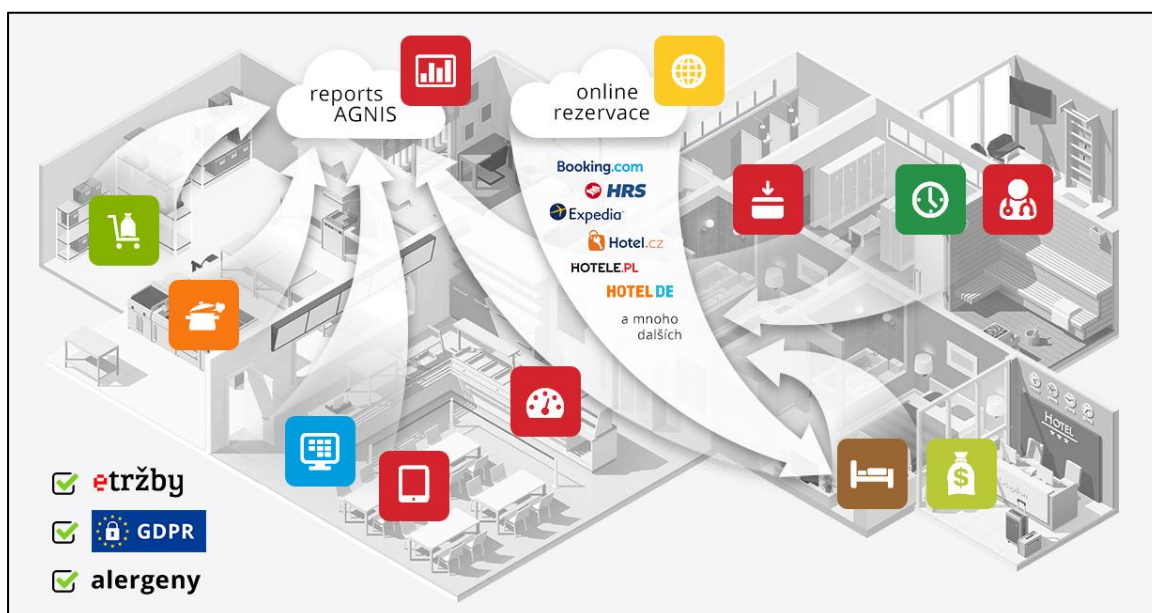 reports
AGNIS
online
rezervace
Booking.com
HRS
Expedia
Hotel.cz
HOTELE.PL
HOTEL DE
a mnoho
dalších
HOTEL
etržby
GDPR
alergeny